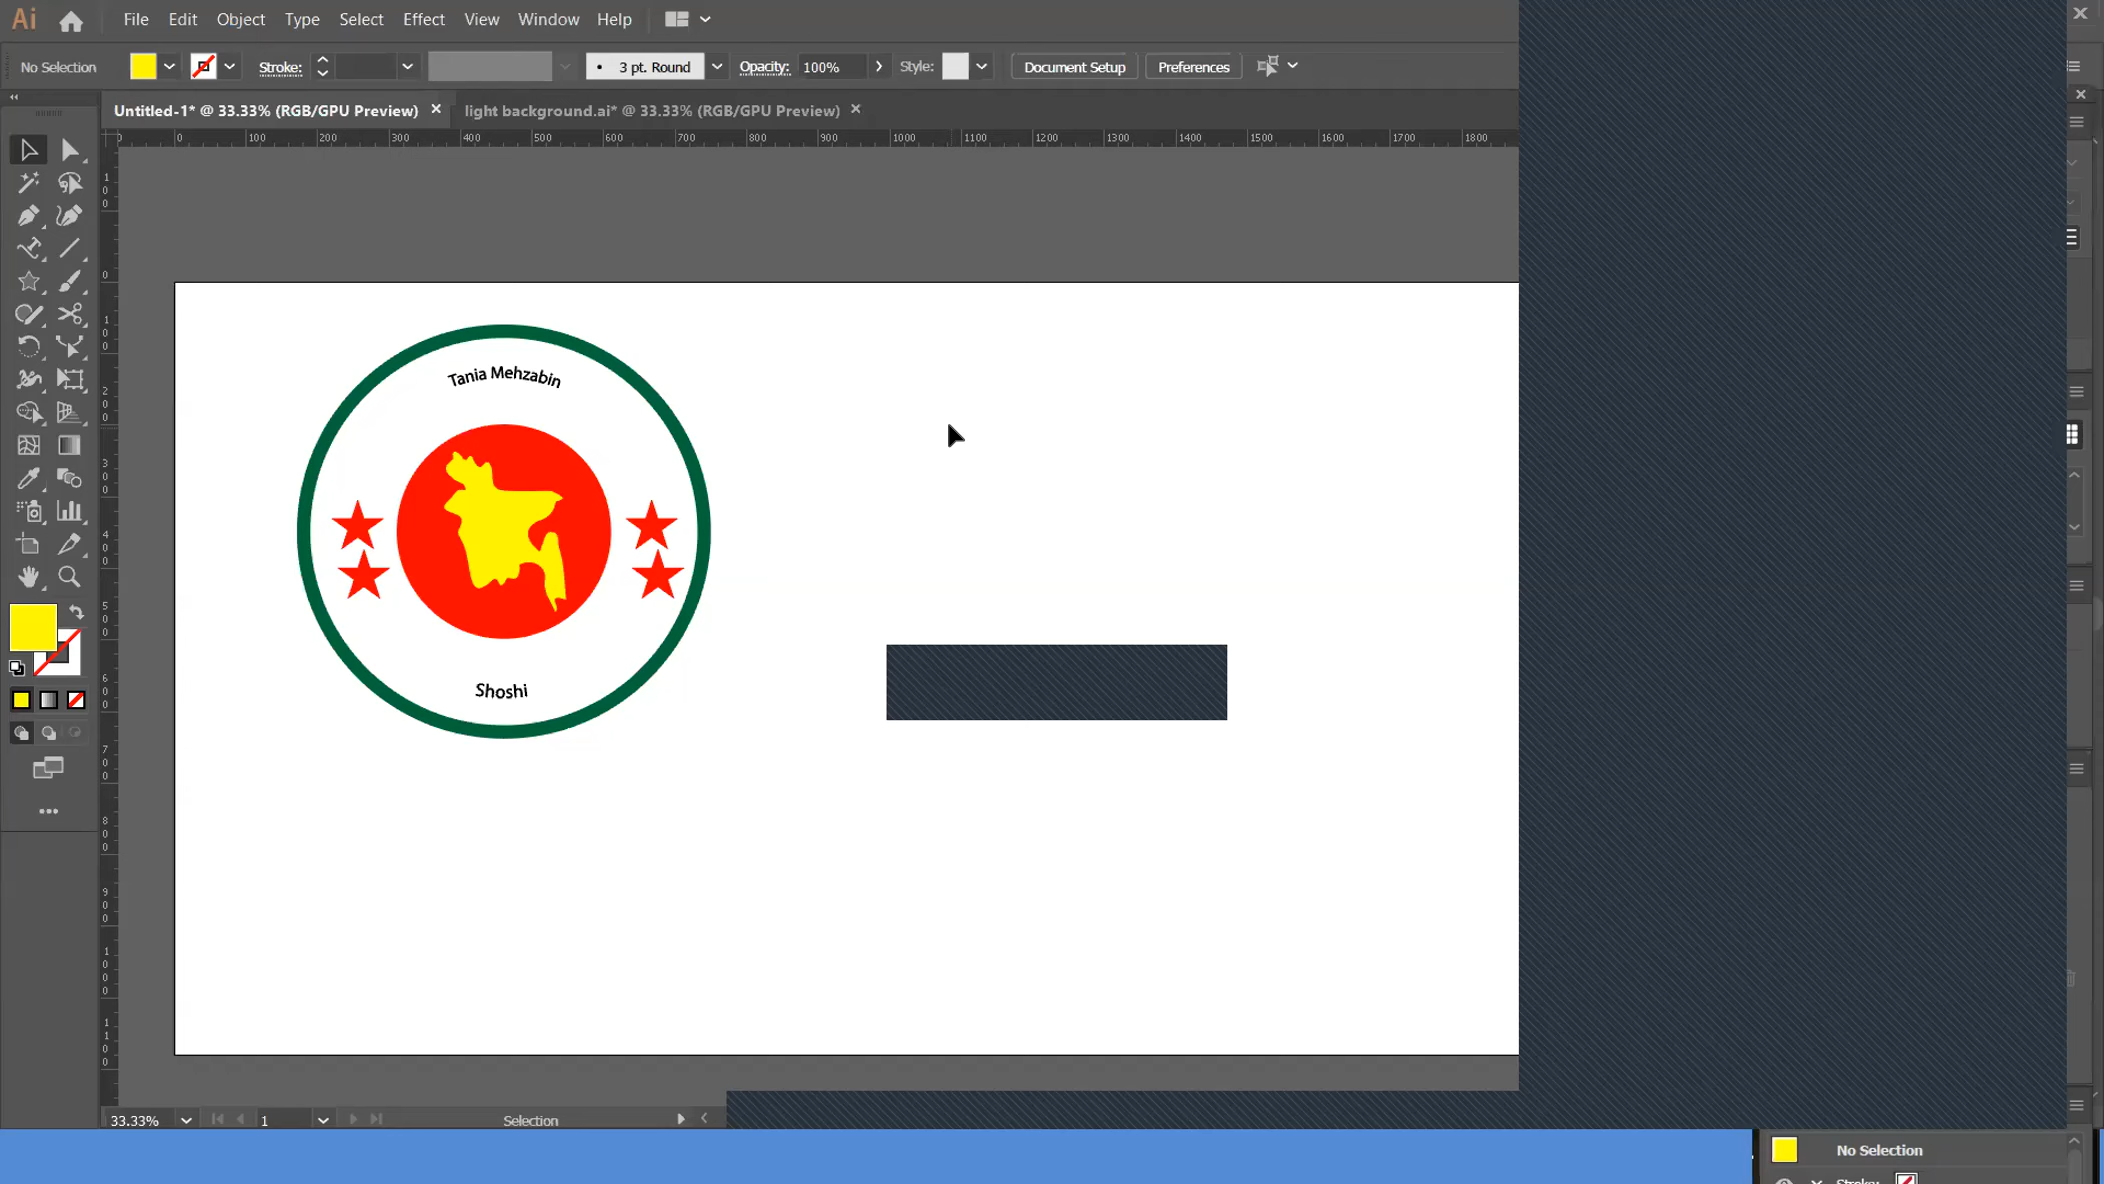 Ai File Edit Object Type Select Effect View Window Help
No Selection Stroke: 3 pt. Round Opacity: 100% Style: Document Setup Preferences
Untitled-1* @ 33.33% (RGB/GPU Preview) × light background.ai* @ 33.33% (RGB/GPU Preview) ×
0 100 200 300 400 500 600 700 800 900 1000 1100 1200 1300 1400 1500 1600 1700 1800
Tania Mehzabin
Shoshi
33.33% 1 Selection
No Selection